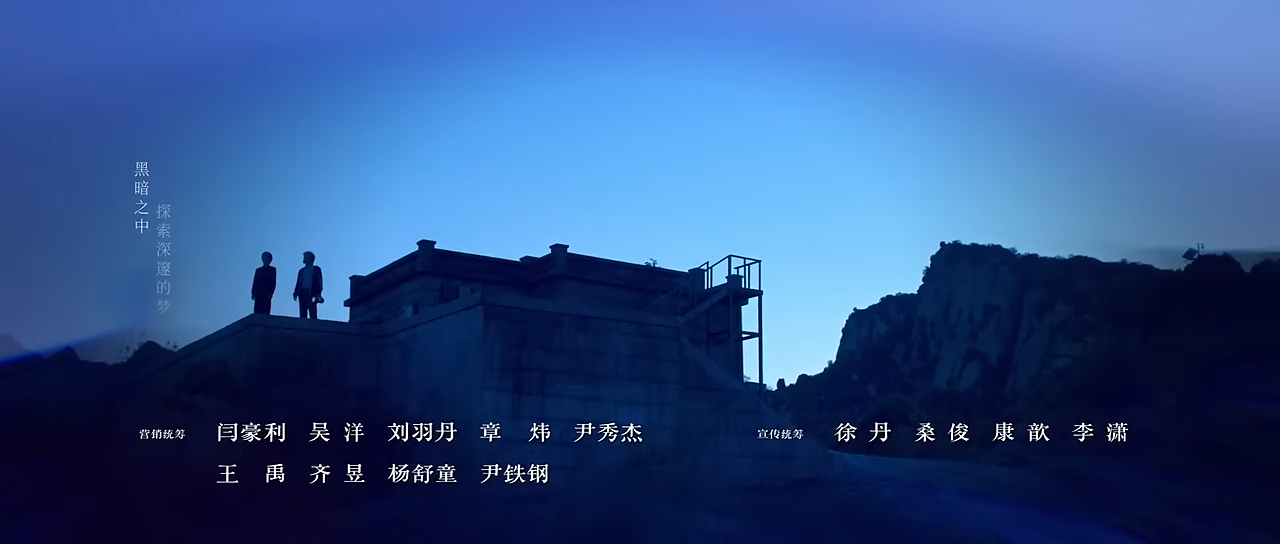 黑暗之中
探索深邃的梦
营销统筹 闫豪利 吴洋 刘羽丹 章炜 尹秀杰
王禹 齐昱 杨舒童 尹铁钢
宣传统筹 徐丹 桑俊 康歆 李潇